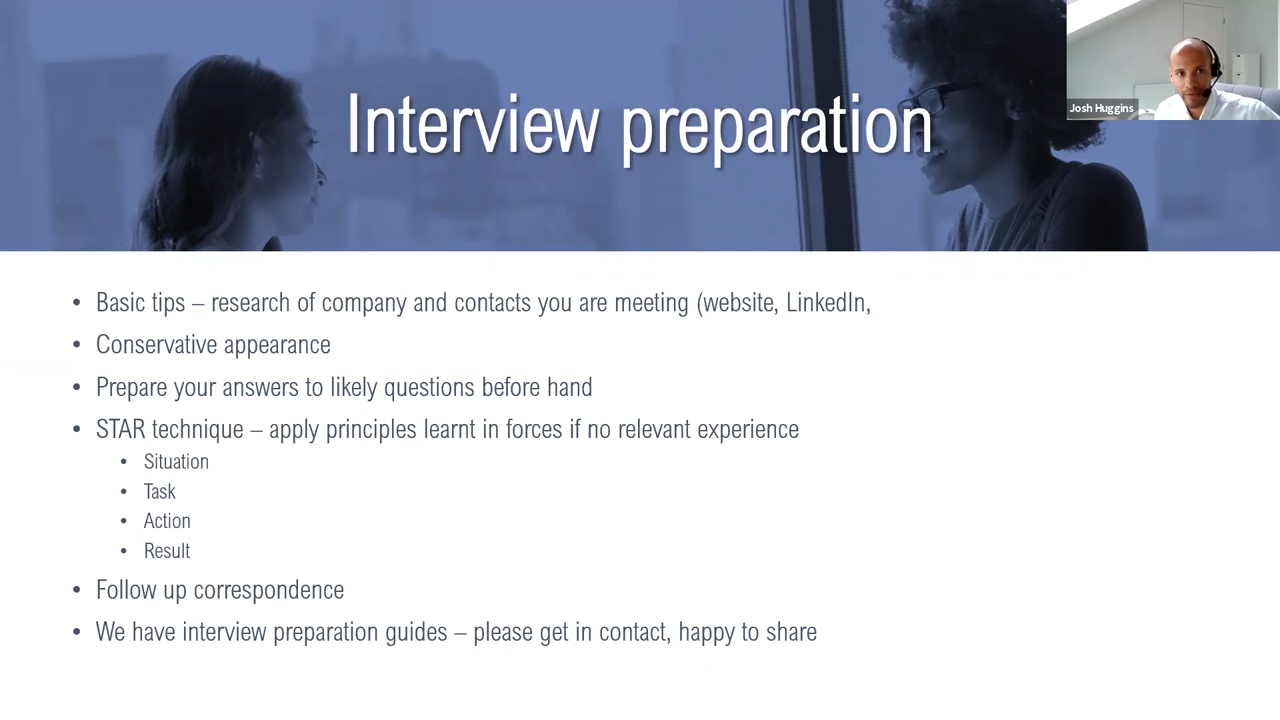 Interview preparation
Josh Huggins
• Basic tips – research of company and contacts you are meeting (website, LinkedIn,
• Conservative appearance
• Prepare your answers to likely questions before hand
• STAR technique – apply principles learnt in forces if no relevant experience
• Situation
• Task
• Action
• Result
• Follow up correspondence
• We have interview preparation guides – please get in contact, happy to share